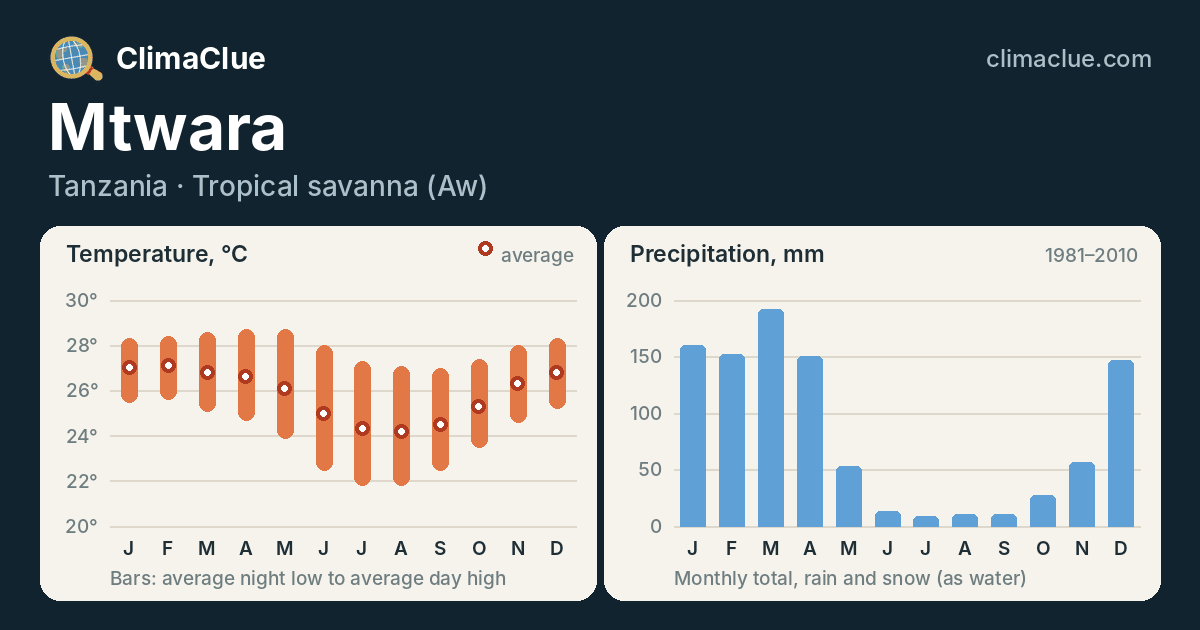 ClimaClue
climaclue.com
Mtwara
Tanzania · Tropical savanna (Aw)
Temperature, °C
average
30°
28°
26°
24°
22°
20°
J F M A M J J A S O N D
Bars: average night low to average day high
Precipitation, mm
1981–2010
200
150
100
50
0
J F M A M J J A S O N D
Monthly total, rain and snow (as water)